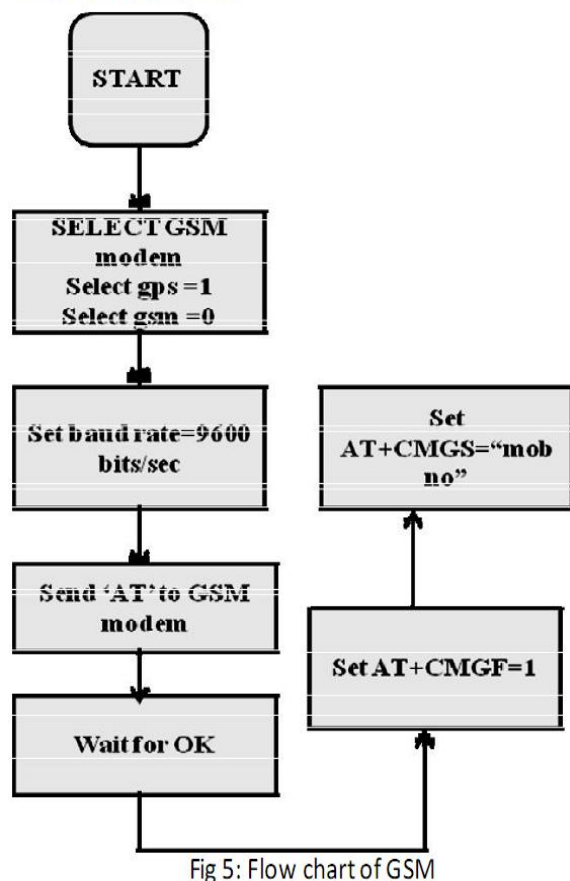 START
SELECT GSM
modem
Select gps =1
Select gsm =0
Set baud rate=9600
bits/sec
Send ‘AT’ to GSM
modem
Wait for OK
Set AT+CMGF=1
Set
AT+CMGS=“mob
no”
Fig 5: Flow chart of GSM